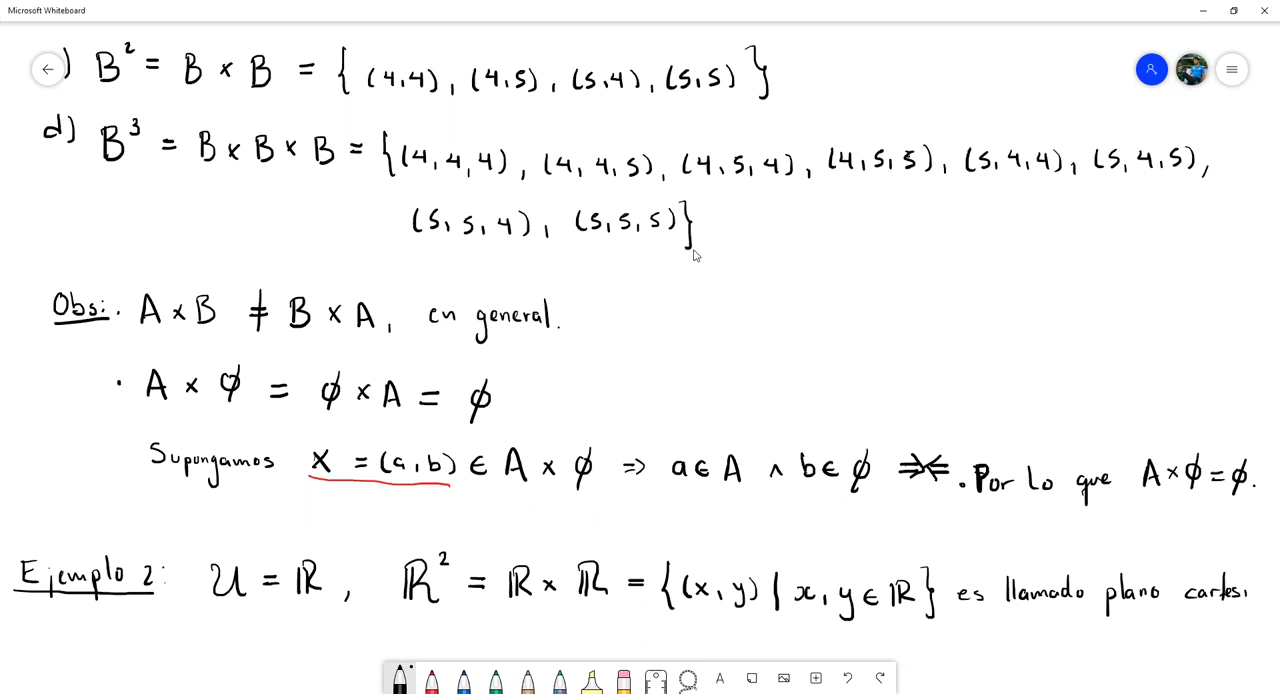 Microsoft Whiteboard
) B² = B × B = { (4,4), (4,5), (5,4), (5,5) }
d) B³ = B × B × B = {(4,4,4), (4,4,5), (4,5,4), (4,5,5), (5,4,4), (5,4,5),
(5,5,4), (5,5,5)}
Obs: · A × B ≠ B × A, en general.
· A × ϕ = ϕ × A = ϕ
Supongamos x = (a,b) ∈ A × ϕ ⇒ a ∈ A ∧ b ∈ ϕ ⇒⇐. Por lo que A × ϕ = ϕ.
Ejemplo 2: U = ℝ, ℝ² = ℝ × ℝ = {(x,y) | x,y ∈ ℝ} es llamado plano cartesi
A